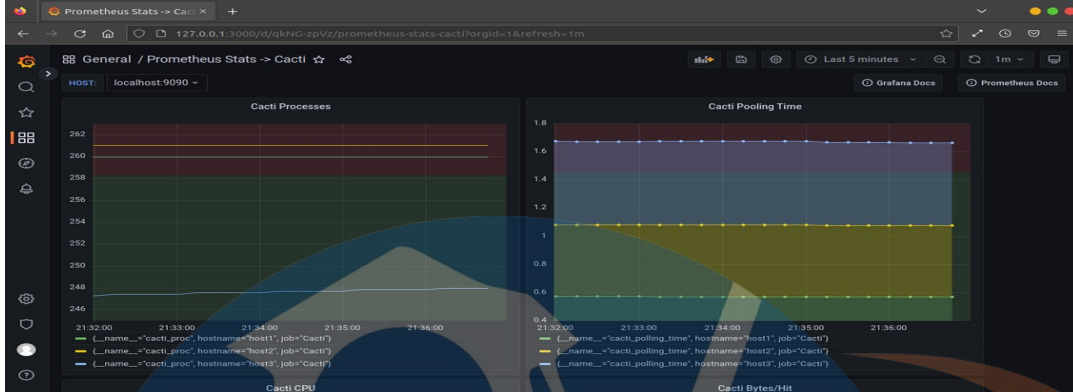 Prometheus Stats -> Cact
127.0.0.1:3000/d/qkNG-zpVz/prometheus-stats-cacti?orgId=1&refresh=1m
General / Prometheus Stats -> Cacti
Last 5 minutes
1m
HOST:
localhost:9090
Grafana Docs
Prometheus Docs
Cacti Processes
262
260
258
256
254
252
250
248
246
21:32:00 21:33:00 21:34:00 21:35:00 21:36:00
{__name__="cacti_proc", hostname="host1", job="Cacti"}
{__name__="cacti_proc", hostname="host2", job="Cacti"}
{__name__="cacti_proc", hostname="host3", job="Cacti"}
Cacti Pooling Time
1.8
1.6
1.4
1.2
1
0.8
0.6
0.4
21:32:00 21:33:00 21:34:00 21:35:00 21:36:00
{__name__="cacti_polling_time", hostname="host1", job="Cacti"}
{__name__="cacti_polling_time", hostname="host2", job="Cacti"}
{__name__="cacti_polling_time", hostname="host3", job="Cacti"}
Cacti CPU
Cacti Bytes/Hit